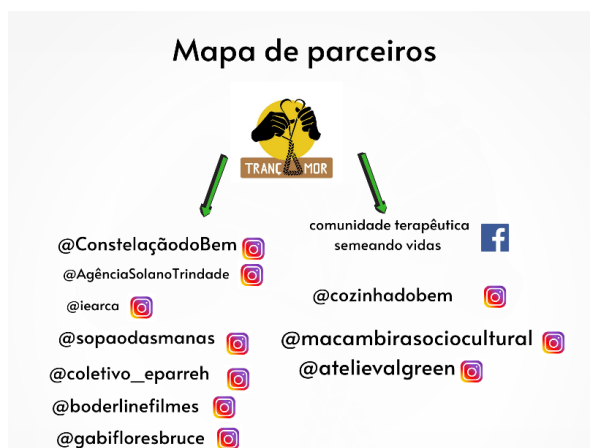 Mapa de parceiros
TRANÇAMOR
@ConstelaçãodoBem
@AgênciaSolanoTrindade
@iearca
@sopaodasmanas
@coletivo_eparreh
@boderlinefilmes
@gabifloresbruce
comunidade terapêutica
semeando vidas
@cozinhadobem
@macambirasociocultural
@atelievalgreen